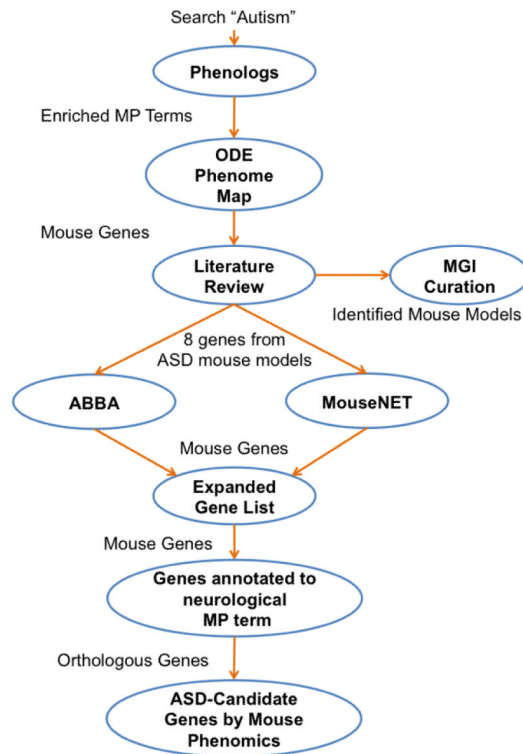 Search “Autism”
Phenologs
Enriched MP Terms
ODE
Phenome
Map
Mouse Genes
Literature
Review
MGI
Curation
Identified Mouse Models
8 genes from
ASD mouse models
ABBA
MouseNET
Mouse Genes
Expanded
Gene List
Mouse Genes
Genes annotated to
neurological
MP term
Orthologous Genes
ASD-Candidate
Genes by Mouse
Phenomics